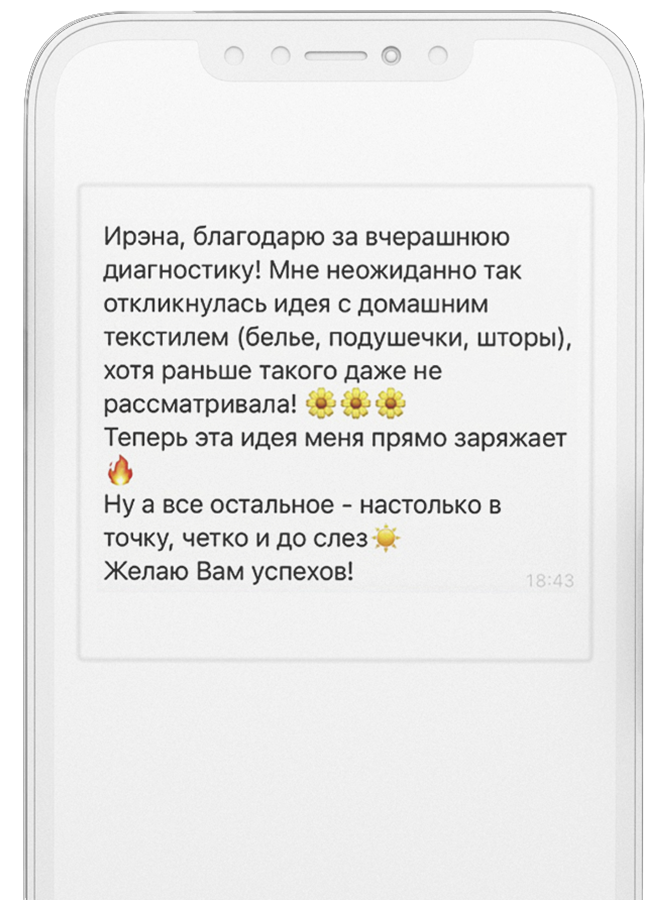 Ирэна, благодарю за вчерашнюю
диагностику! Мне неожиданно так
откликнулась идея с домашним
текстилем (белье, подушечки, шторы),
хотя раньше такого даже не
рассматривала! 🌼🌼🌼
Теперь эта идея меня прямо заряжает
🔥
Ну а все остальное - настолько в
точку, четко и до слез☀️
Желаю Вам успехов!
18:43